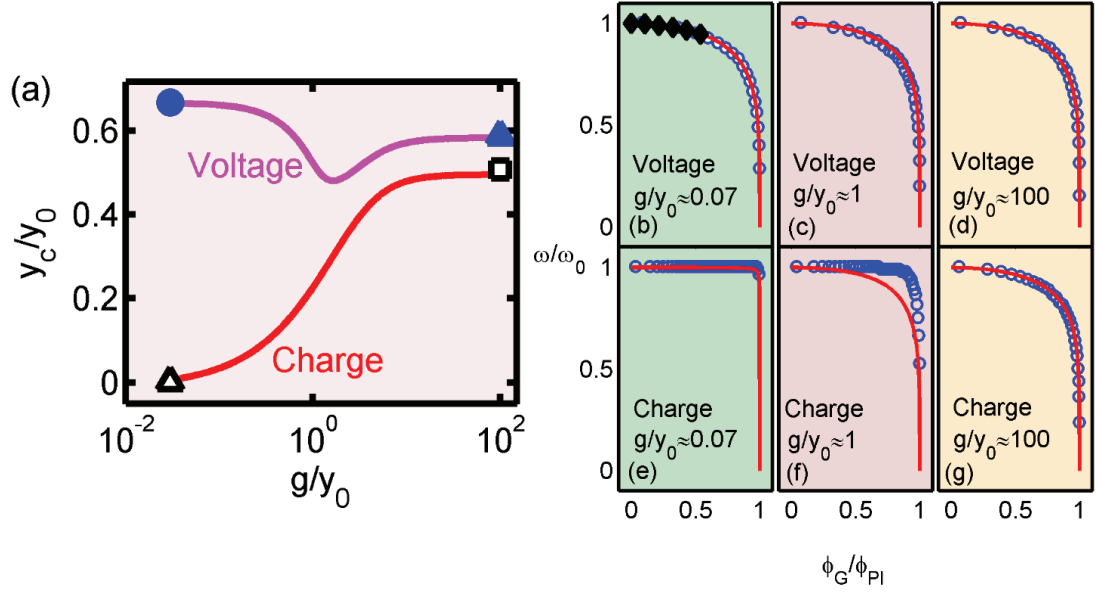 (a)
y_c/y_0
0.6
0.4
0.2
0
Voltage
Charge
10^-2
10^0
10^2
g/y_0
ω/ω_0
1
0.5
0
Voltage
g/y_0≈0.07
(b)
Voltage
g/y_0≈1
(c)
Voltage
g/y_0≈100
(d)
1
0.5
0
Charge
g/y_0≈0.07
(e)
Charge
g/y_0≈1
(f)
Charge
g/y_0≈100
(g)
0 0.5 1
0 0.5 1
0 0.5 1
ϕ_G/ϕ_PI